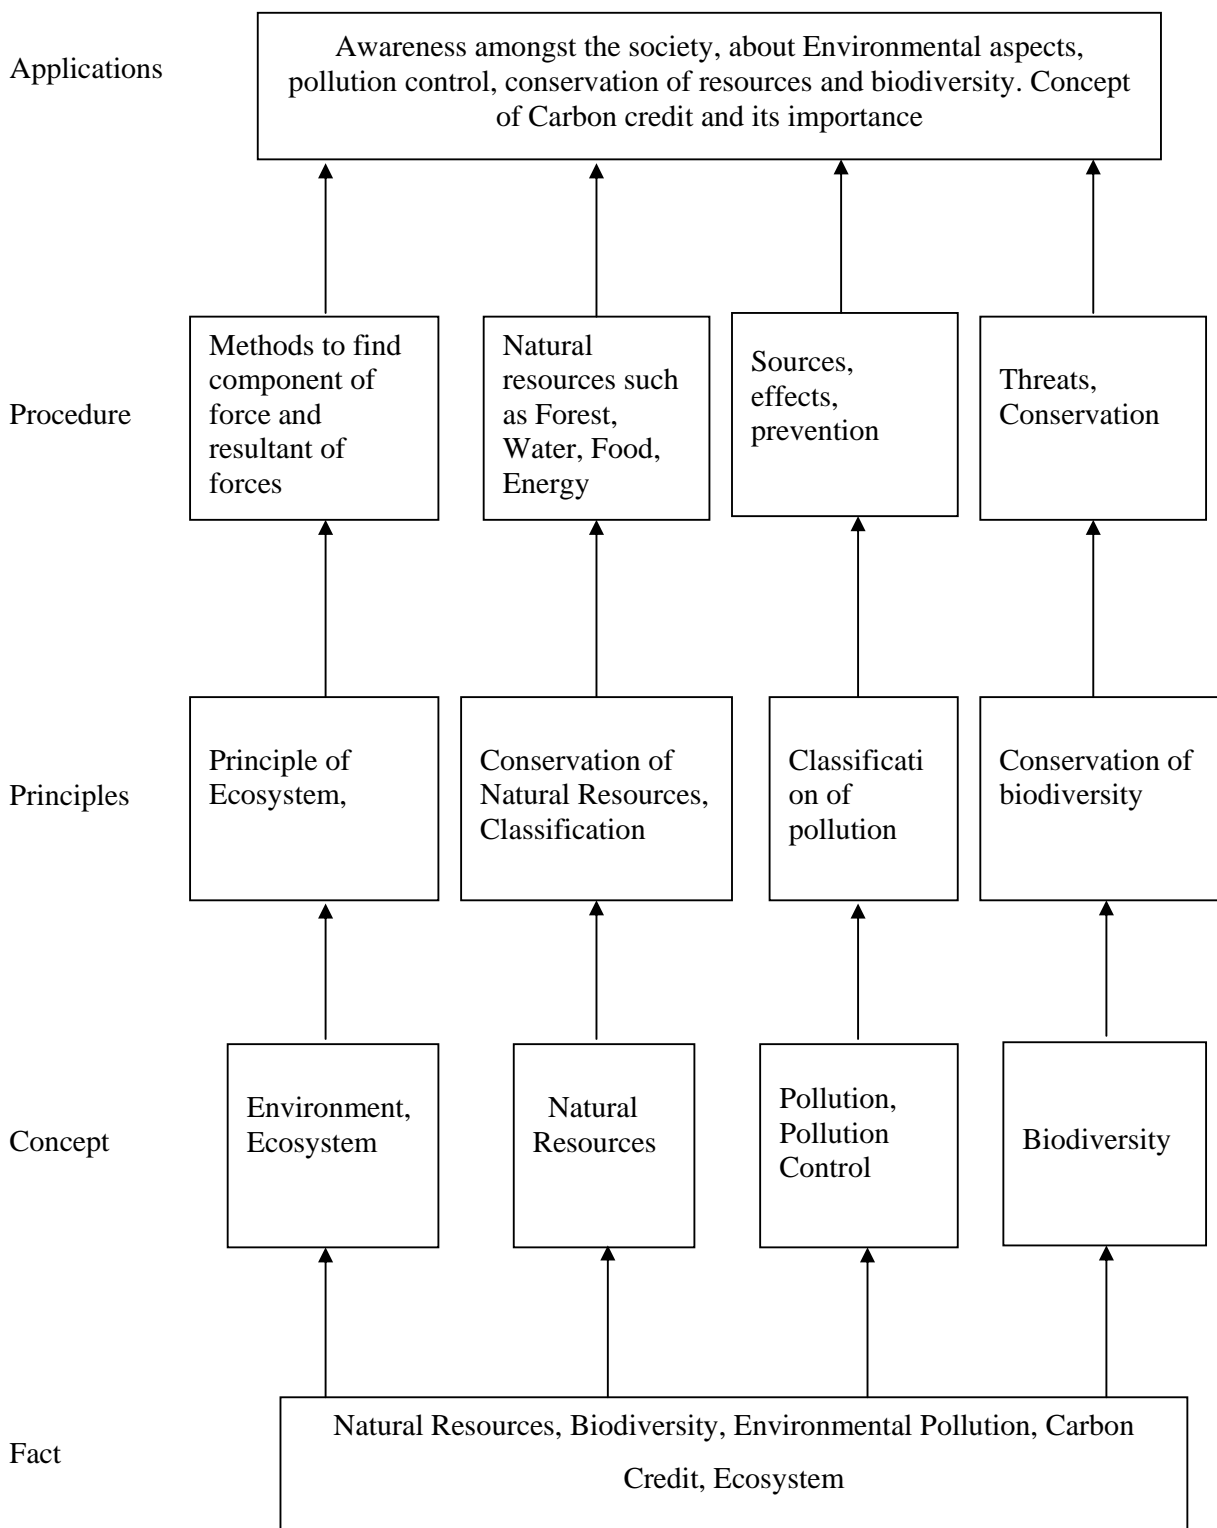 Applications
Awareness amongst the society, about Environmental aspects,
pollution control, conservation of resources and biodiversity. Concept
of Carbon credit and its importance
Procedure
Methods to find
component of
force and
resultant of
forces
Natural
resources such
as Forest,
Water, Food,
Energy
Sources,
effects,
prevention
Threats,
Conservation
Principles
Principle of
Ecosystem,
Conservation of
Natural Resources,
Classification
Classificati
on of
pollution
Conservation of
biodiversity
Concept
Environment,
Ecosystem
Natural
Resources
Pollution,
Pollution
Control
Biodiversity
Fact
Natural Resources, Biodiversity, Environmental Pollution, Carbon
Credit, Ecosystem